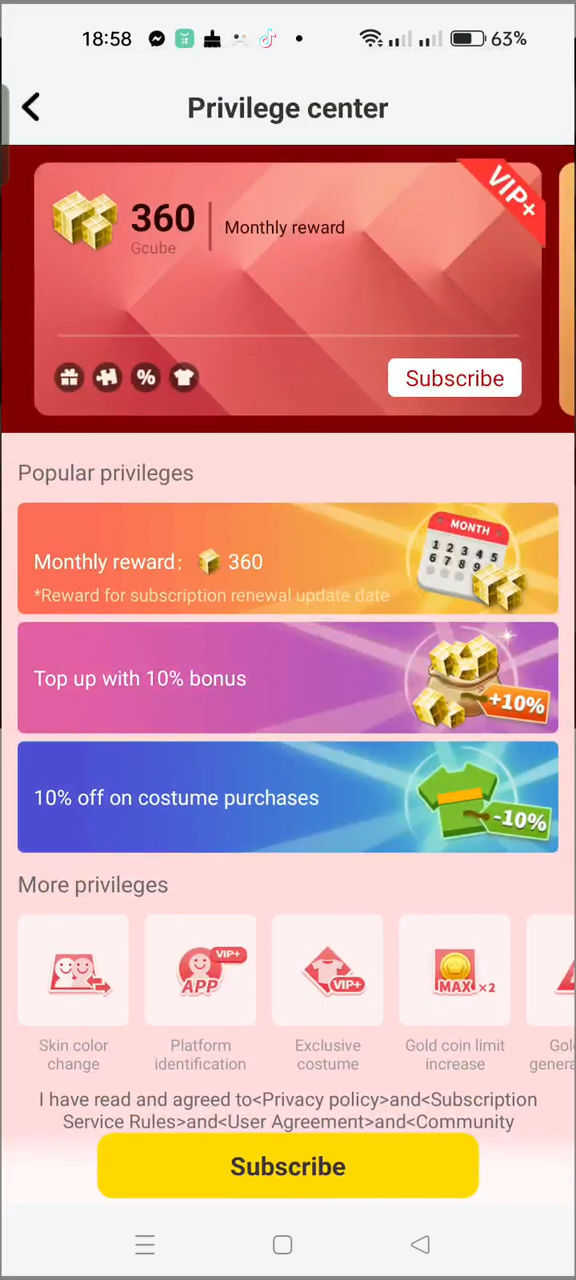 18:58
63%
Privilege center
VIP+
360
Monthly reward
Gcube
%
Subscribe
Popular privileges
MONTH
1 2 3 4 5
6 7 8 9
Monthly reward: 360
*Reward for subscription renewal update date
Top up with 10% bonus
+10%
10% off on costume purchases
-10%
More privileges
VIP+
APP
VIP+
MAX ×2
Skin color
change
Platform
identification
Exclusive
costume
Gold coin limit
increase
I have read and agreed to<Privacy policy>and<Subscription
Service Rules>and<User Agreement>and<Community
Subscribe